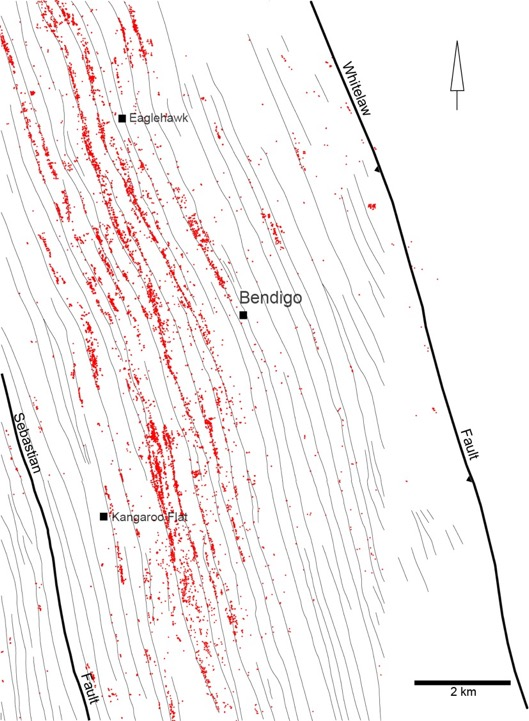 Whitelaw
Eaglehawk
Bendigo
Sebastian
Fault
Kangaroo Flat
Fault
2 km